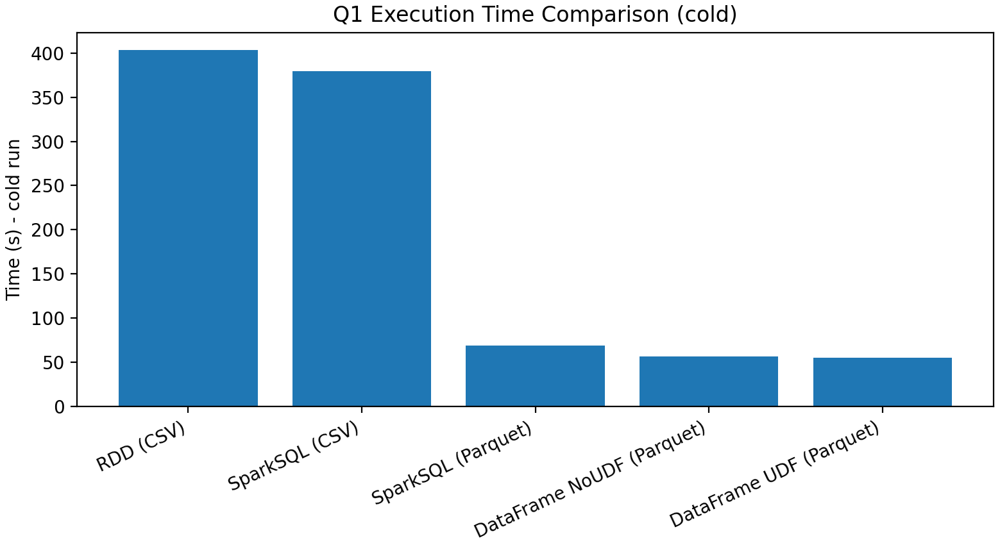 Q1 Execution Time Comparison (cold)
Time (s) - cold run
400
350
300
250
200
150
100
50
0
RDD (CSV)
SparkSQL (CSV)
SparkSQL (Parquet)
DataFrame NoUDF (Parquet)
DataFrame UDF (Parquet)